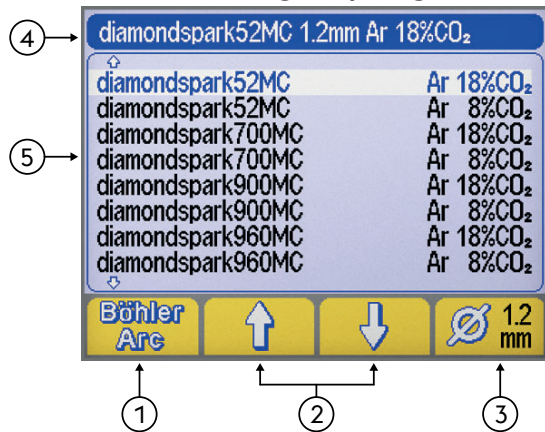 ④
diamondspark52MC 1.2mm Ar 18%CO₂
diamondspark52MC Ar 18%CO₂
diamondspark52MC Ar 8%CO₂
⑤
diamondspark700MC Ar 18%CO₂
diamondspark700MC Ar 8%CO₂
diamondspark900MC Ar 18%CO₂
diamondspark900MC Ar 8%CO₂
diamondspark960MC Ar 18%CO₂
diamondspark960MC Ar 8%CO₂
Böhler
Arc
1.2
mm
① ② ③